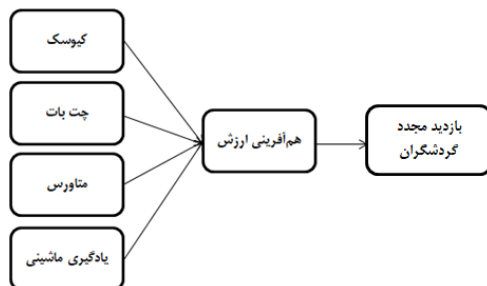 کیوسک
چت بات
متاورس
یادگیری ماشینی
هم‌آفرینی ارزش
بازدید مجدد
گردشگران